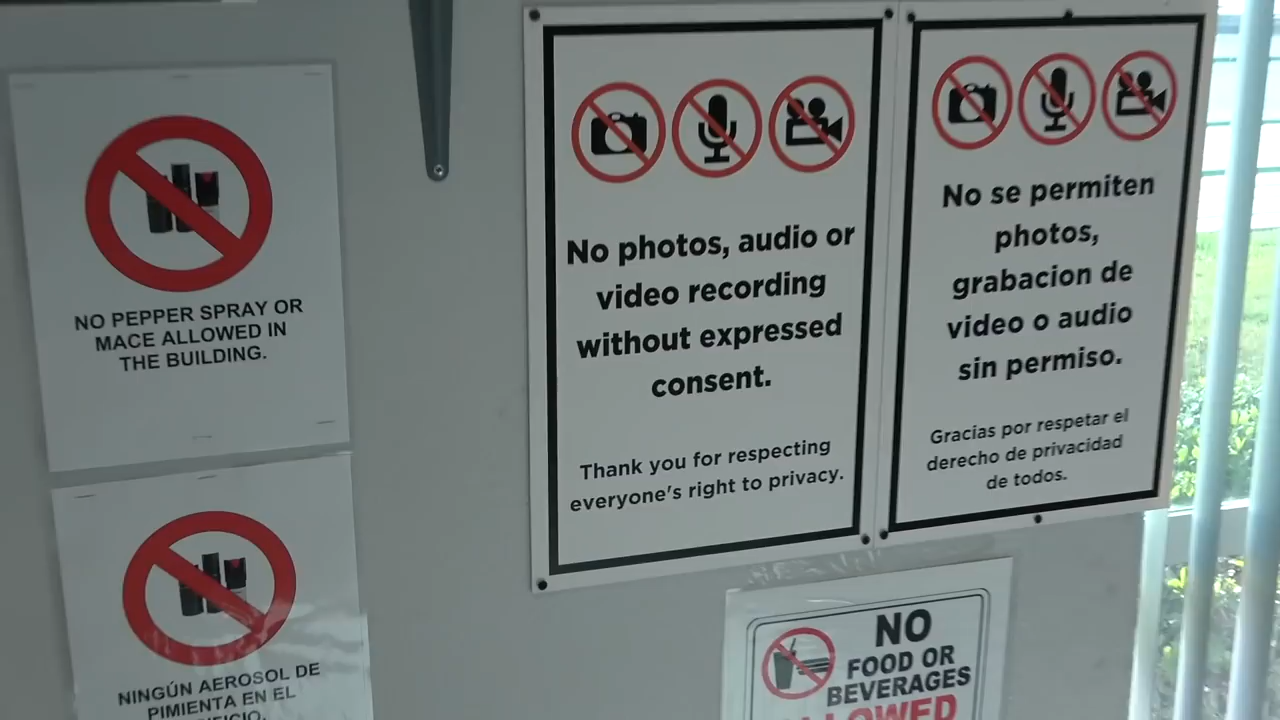 NO PEPPER SPRAY OR
MACE ALLOWED IN
THE BUILDING.
NINGÚN AEROSOL DE
PIMIENTA EN EL
No photos, audio or
video recording
without expressed
consent.
Thank you for respecting
everyone's right to privacy.
No se permiten
photos,
grabacion de
video o audio
sin permiso.
Gracias por respetar el
derecho de privacidad
de todos.
NO
FOOD OR
BEVERAGES
ALLOWED